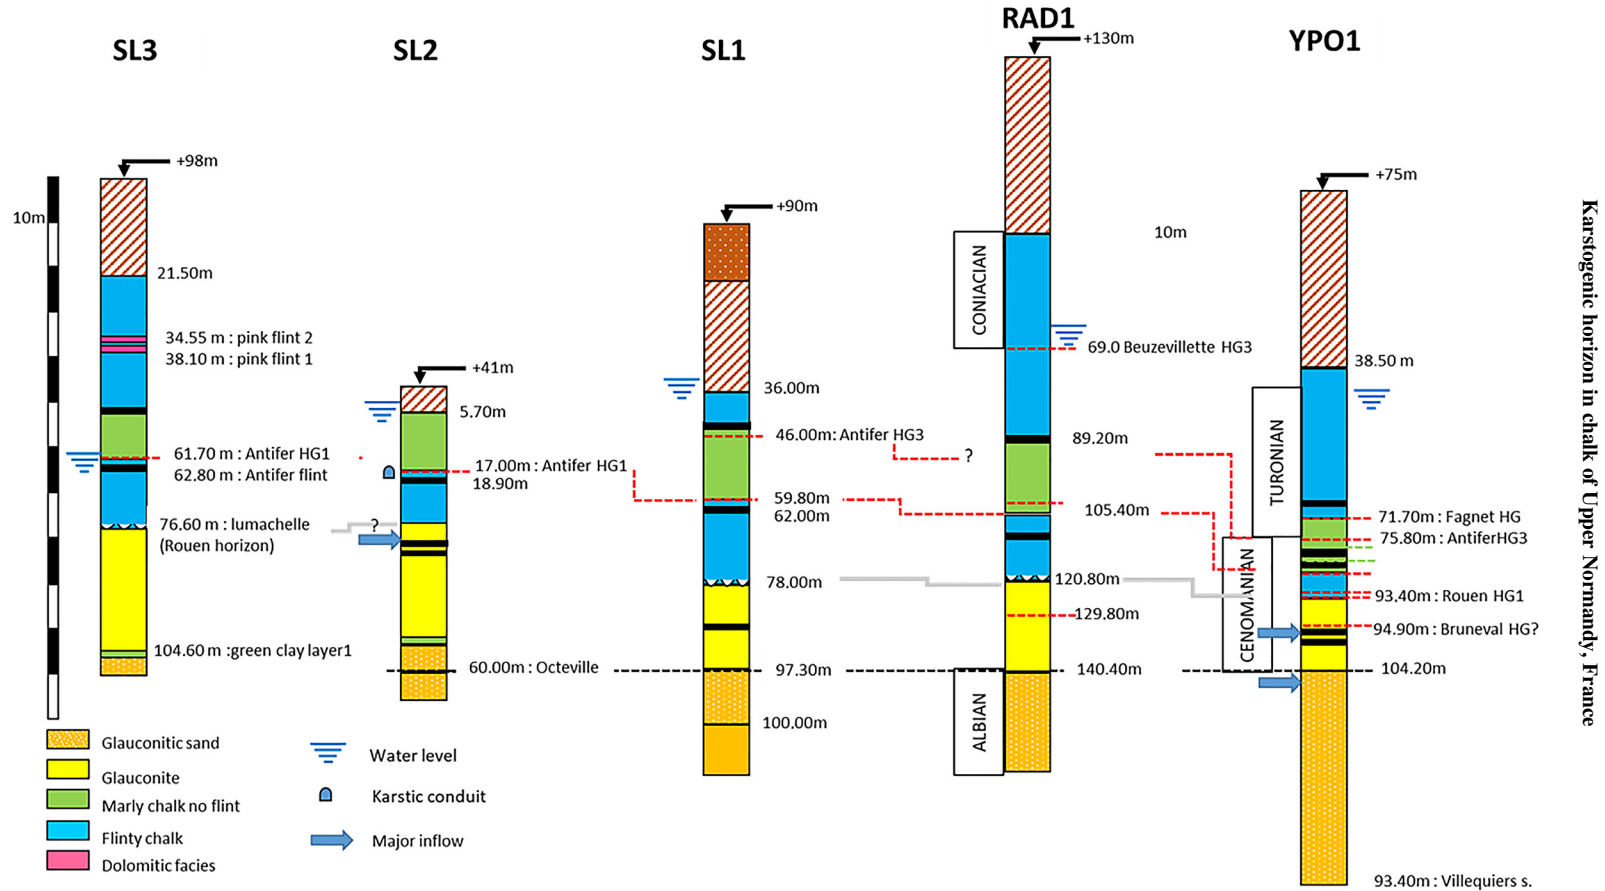 SL3
SL2
SL1
RAD1
YPO1
+98m
+41m
+90m
+130m
+75m
10m
21.50m
34.55 m : pink flint 2
38.10 m : pink flint 1
61.70 m : Antifer HG1
62.80 m : Antifer flint
76.60 m : lumachelle
(Rouen horizon)
104.60 m :green clay layer1
5.70m
17.00m : Antifer HG1
18.90m
?
60.00m : Octeville
36.00m
46.00m: Antifer HG3
?
59.80m
62.00m
78.00m
97.30m
100.00m
CONIACIAN
10m
69.0 Beuzevillette HG3
89.20m
105.40m
120.80m
129.80m
140.40m
ALBIAN
TURONIAN
CENOMANIAN
38.50 m
71.70m : Fagnet HG
75.80m : AntiferHG3
93.40m : Rouen HG1
94.90m : Bruneval HG?
104.20m
93.40m : Villequiers s.
Glauconitic sand
Glauconite
Marly chalk no flint
Flinty chalk
Dolomitic facies
Water level
Karstic conduit
Major inflow
Karstogenic horizon in chalk of Upper Normandy, France